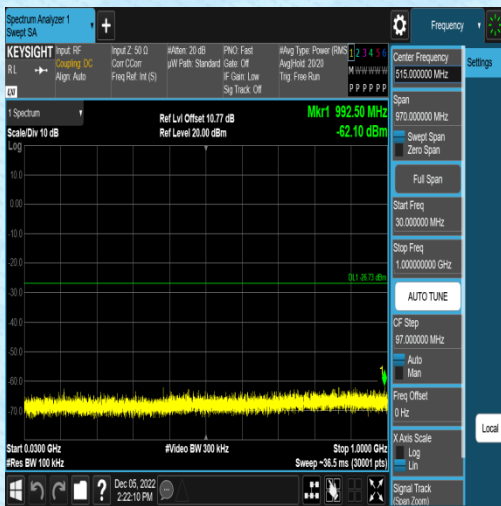 Spectrum Analyzer 1
Swept SA
Frequency
KEYSIGHT
RL
Input: RF
Coupling: DC
Align: Auto
Input Z: 50 Ω
Corr CCorr
Freq Ref: Int (S)
#Atten: 20 dB
µW Path: Standard
PNO: Fast
Gate: Off
IF Gain: Low
Sig Track: Off
#Avg Type: Power (RMS
Avg|Hold: 20/20
Trig: Free Run
1 2 3 4 5 6
M W W W W W
P P P P P P
LXI
1 Spectrum
Scale/Div 10 dB
Ref Lvl Offset 10.77 dB
Ref Level 20.00 dBm
Mkr1 992.50 MHz
-62.10 dBm
Log
10.0
0.00
-10.0
-20.0
DL1 -26.73 dBm
-30.0
-40.0
-50.0
-60.0
1
-70.0
Start 0.0300 GHz
#Res BW 100 kHz
#Video BW 300 kHz
Stop 1.0000 GHz
Sweep ~36.5 ms (30001 pts)
Dec 05, 2022
2:22:10 PM
Center Frequency
515.000000 MHz
Span
970.000000 MHz
Swept Span
Zero Span
Full Span
Start Freq
30.000000 MHz
Stop Freq
1.000000000 GHz
AUTO TUNE
CF Step
97.000000 MHz
Auto
Man
Freq Offset
0 Hz
X Axis Scale
Log
Lin
Signal Track
(Span Zoom)
Settings
Local